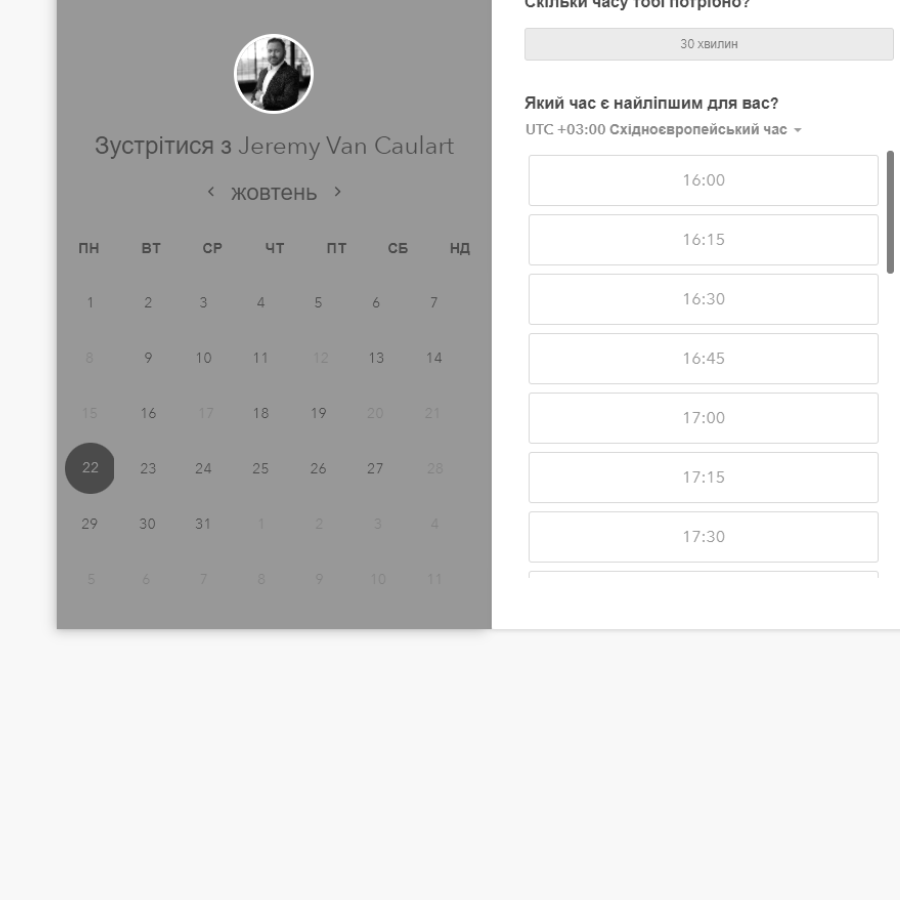 Зустрітися з Jeremy Van Caulart
жовтень
ПН ВТ СР ЧТ ПТ СБ НД
1 2 3 4 5 6 7
8 9 10 11 12 13 14
15 16 17 18 19 20 21
22 23 24 25 26 27 28
29 30 31 1 2 3 4
5 6 7 8 9 10 11
Скільки часу тобі потрібно?
30 хвилин
Який час є найліпшим для вас?
UTC +03:00 Східноєвропейський час
16:00
16:15
16:30
16:45
17:00
17:15
17:30